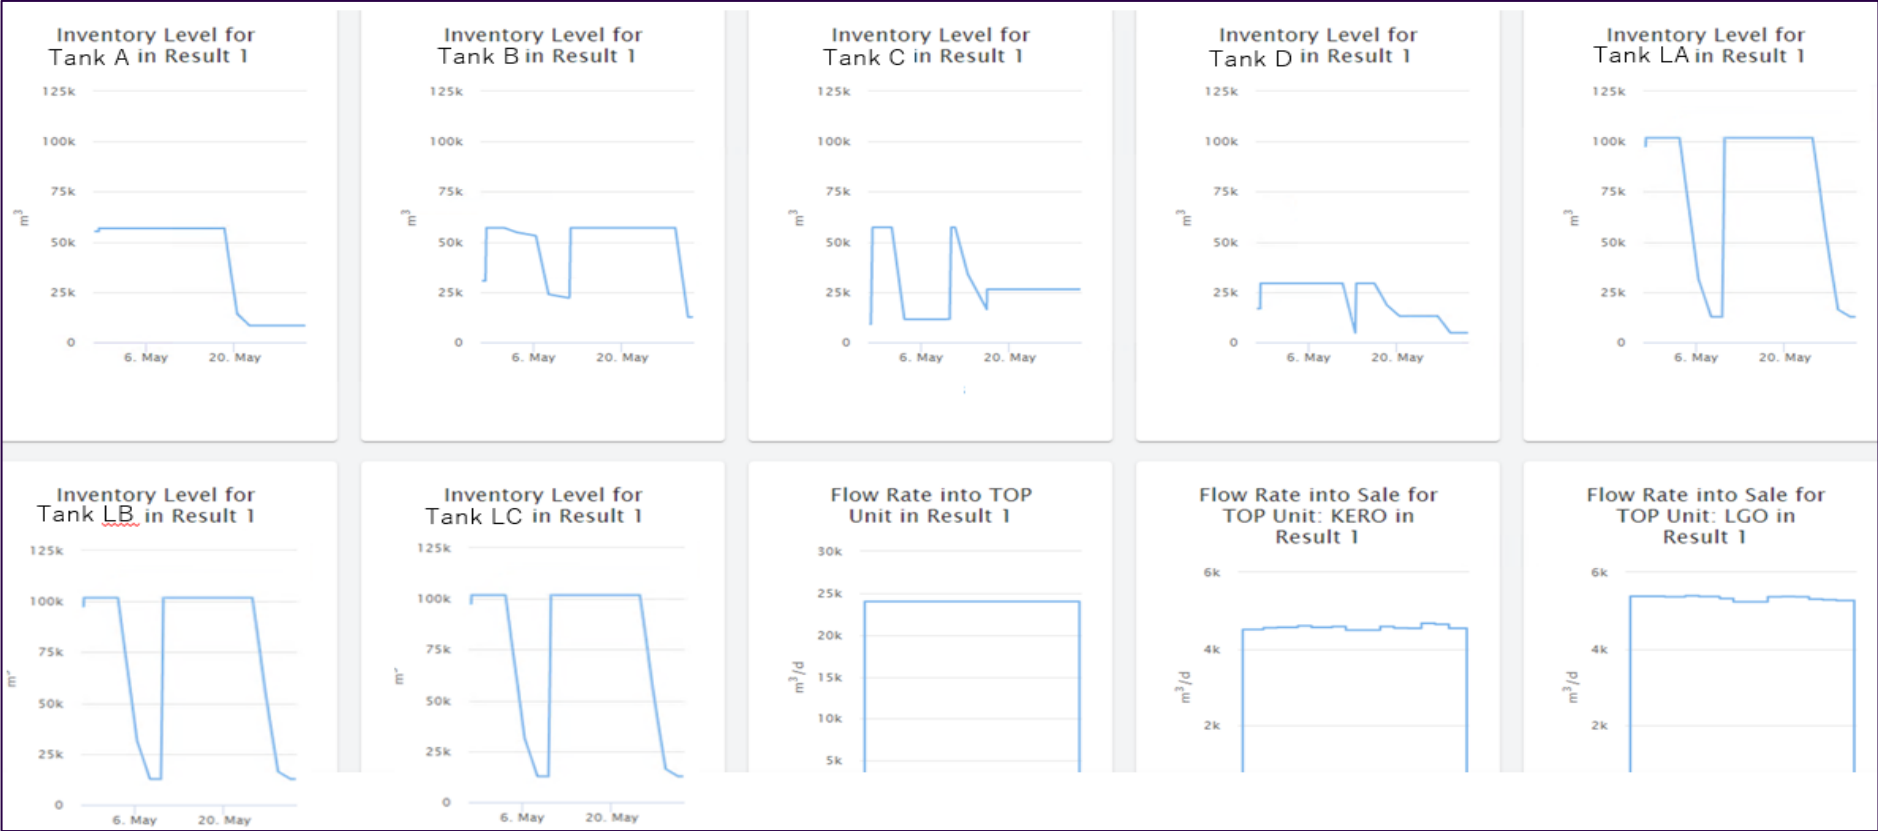 Inventory Level for
Tank A in Result 1
125k
100k
75k
50k
25k
0
m³
6. May
20. May
Inventory Level for
Tank B in Result 1
125k
100k
75k
50k
25k
0
m³
6. May
20. May
Inventory Level for
Tank C in Result 1
125k
100k
75k
50k
25k
0
m³
6. May
20. May
Inventory Level for
Tank D in Result 1
125k
100k
75k
50k
25k
0
m³
6. May
20. May
Inventory Level for
Tank LA in Result 1
125k
100k
75k
50k
25k
0
m³
6. May
20. May
Inventory Level for
Tank LB in Result 1
125k
100k
75k
50k
25k
0
6. May
20. May
Inventory Level for
Tank LC in Result 1
125k
100k
75k
50k
25k
0
6. May
20. May
Flow Rate into TOP
Unit in Result 1
30k
25k
20k
15k
10k
5k
m³/d
Flow Rate into Sale for
TOP Unit: KERO in
Result 1
6k
4k
2k
m³/d
Flow Rate into Sale for
TOP Unit: LGO in
Result 1
6k
4k
2k
m³/d